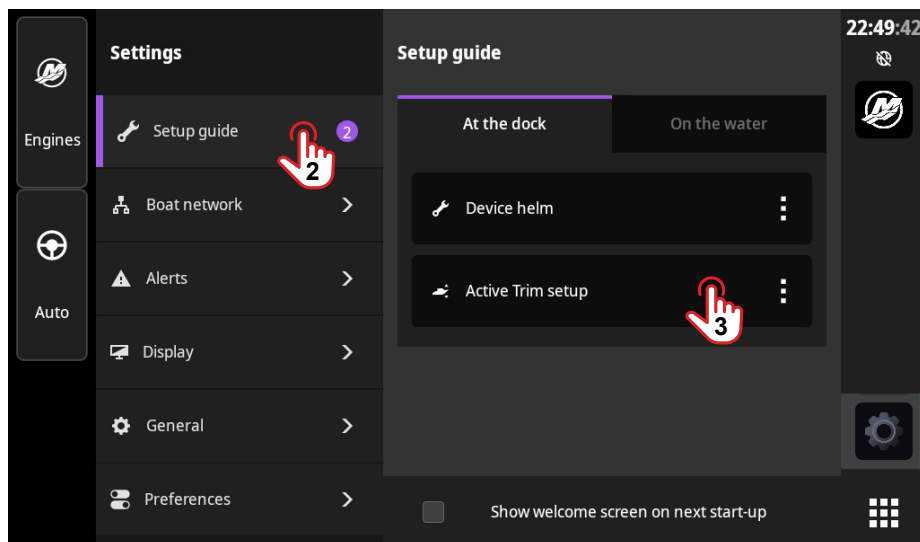 Settings
Setup guide
22:49:42
Engines
Setup guide
2
2
At the dock
On the water
Boat network
Device helm
Auto
Alerts
Active Trim setup
3
Display
General
Preferences
Show welcome screen on next start-up